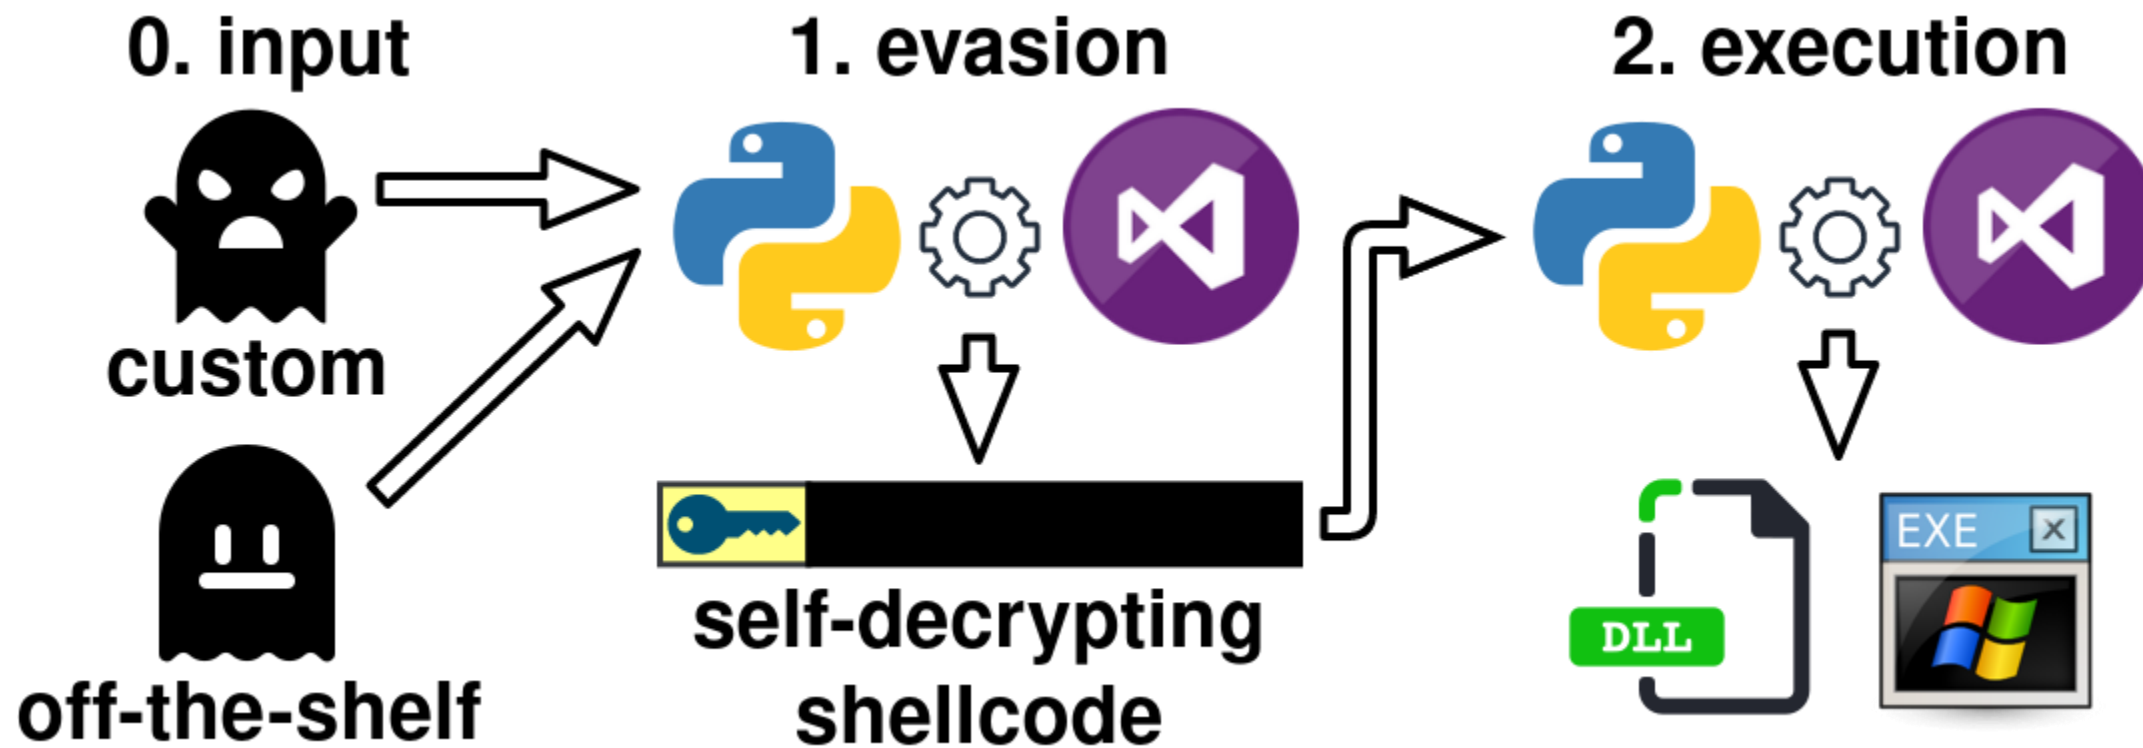 0. input
1. evasion
2. execution
custom
off-the-shelf
self-decrypting
shellcode
DLL
EXE